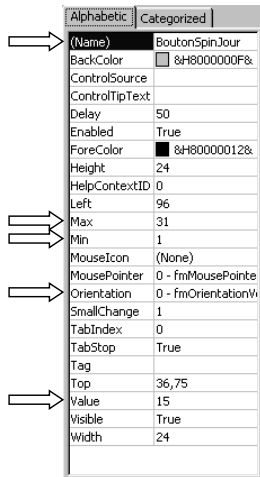 Alphabetic Categorized
(Name) BoutonSpinJour
BackColor &H8000000F&
ControlSource
ControlTipText
Delay 50
Enabled True
ForeColor &H80000012&
Height 24
HelpContextID 0
Left 96
Max 31
Min 1
MouseIcon (None)
MousePointer 0 - fmMousePointe
Orientation 0 - fmOrientationVe
SmallChange 1
TabIndex 0
TabStop True
Tag
Top 36,75
Value 15
Visible True
Width 24